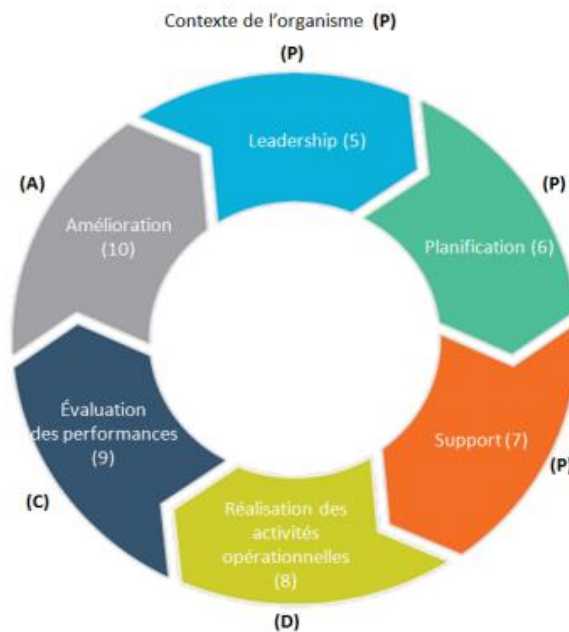 Contexte de l'organisme (P)
(P)
Leadership (5)
(P)
Planification (6)
Support (7)
(P)
Réalisation des
activités
opérationnelles
(8)
(D)
Évaluation
des performances
(9)
(C)
Amélioration
(10)
(A)